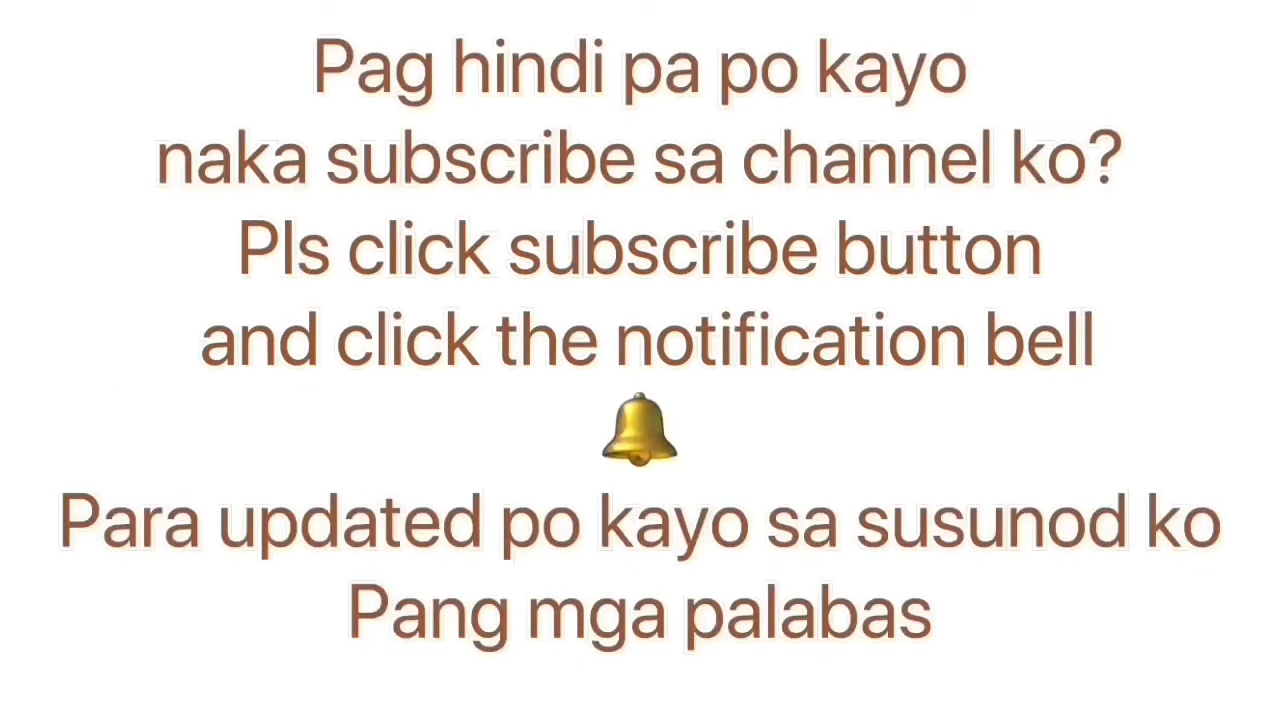 Pag hindi pa po kayo
naka subscribe sa channel ko?
Pls click subscribe button
and click the notification bell
🔔
Para updated po kayo sa susunod ko
Pang mga palabas